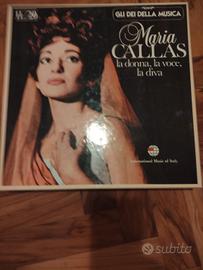 GLI DEI DELLA MUSICA
Maria
CALLAS
la donna, la voce,
la diva
International Music of Italy
subito